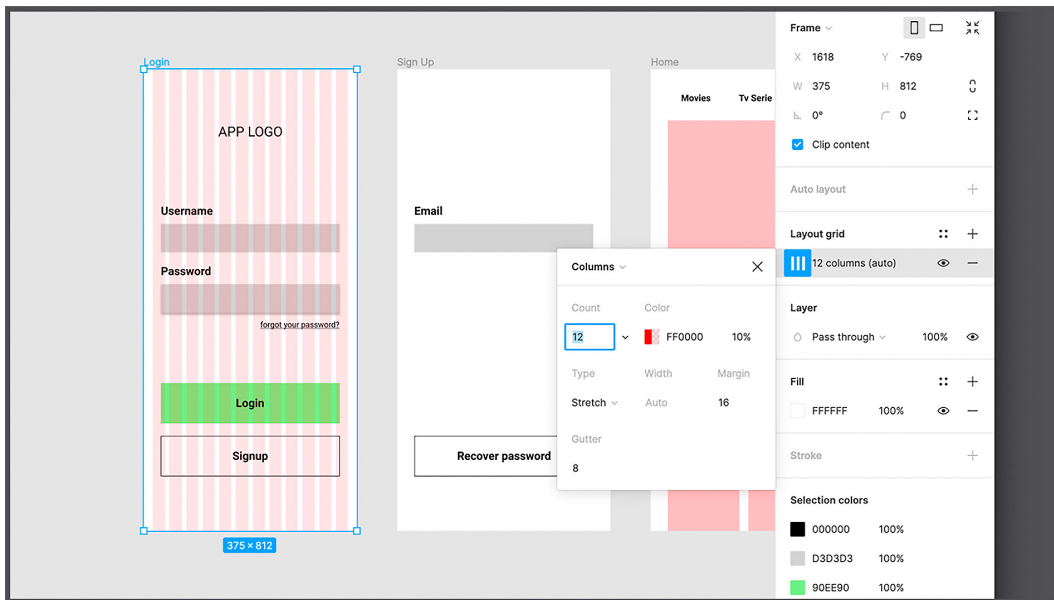 Login
APP LOGO
Username
Password
forgot your password?
Login
Signup
375 × 812
Sign Up
Email
Recover password
Home
Movies Tv Serie
Columns
Count Color
12 FF0000 10%
Type Width Margin
Stretch Auto 16
Gutter
8
Frame
X 1618 Y -769
W 375 H 812
0° 0
Clip content
Auto layout
Layout grid
12 columns (auto)
Layer
Pass through 100%
Fill
FFFFFF 100%
Stroke
Selection colors
000000 100%
D3D3D3 100%
90EE90 100%